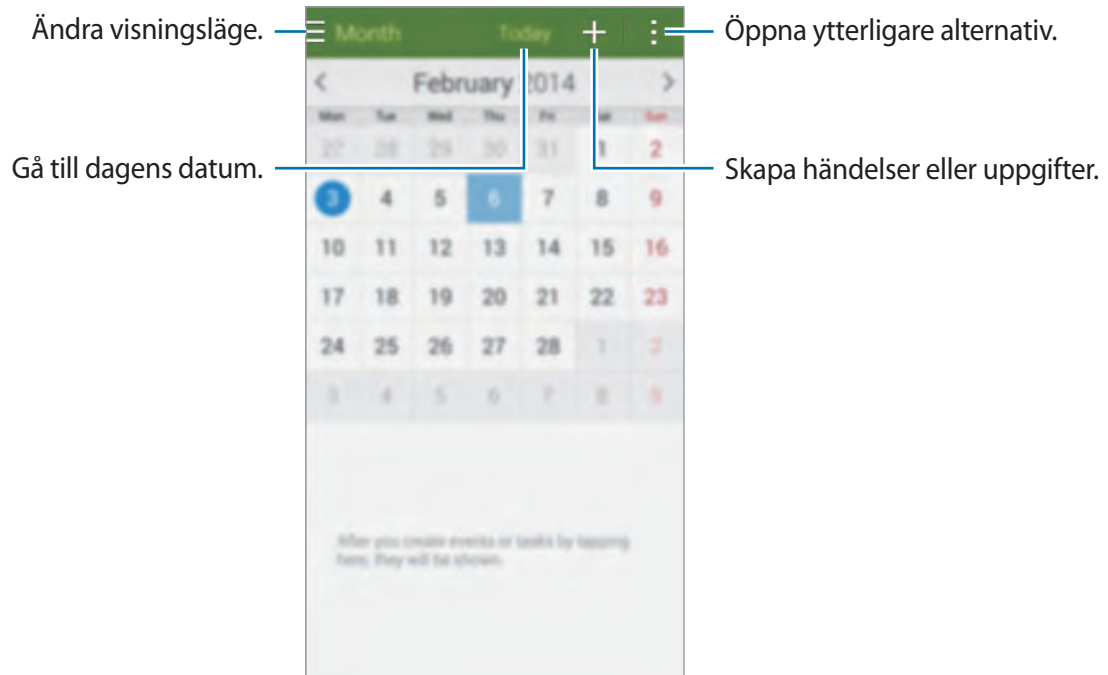 Ändra visningsläge.
Month Today
Öppna ytterligare alternativ.
February 2014
Mon Tue Wed Thu Fri Sat Sun
27 28 29 30 31 1 2
Gå till dagens datum.
Skapa händelser eller uppgifter.
3 4 5 6 7 8 9
10 11 12 13 14 15 16
17 18 19 20 21 22 23
24 25 26 27 28 1 2
3 4 5 6 7 8 9
After you create events or tasks by tapping
here, they will be shown.